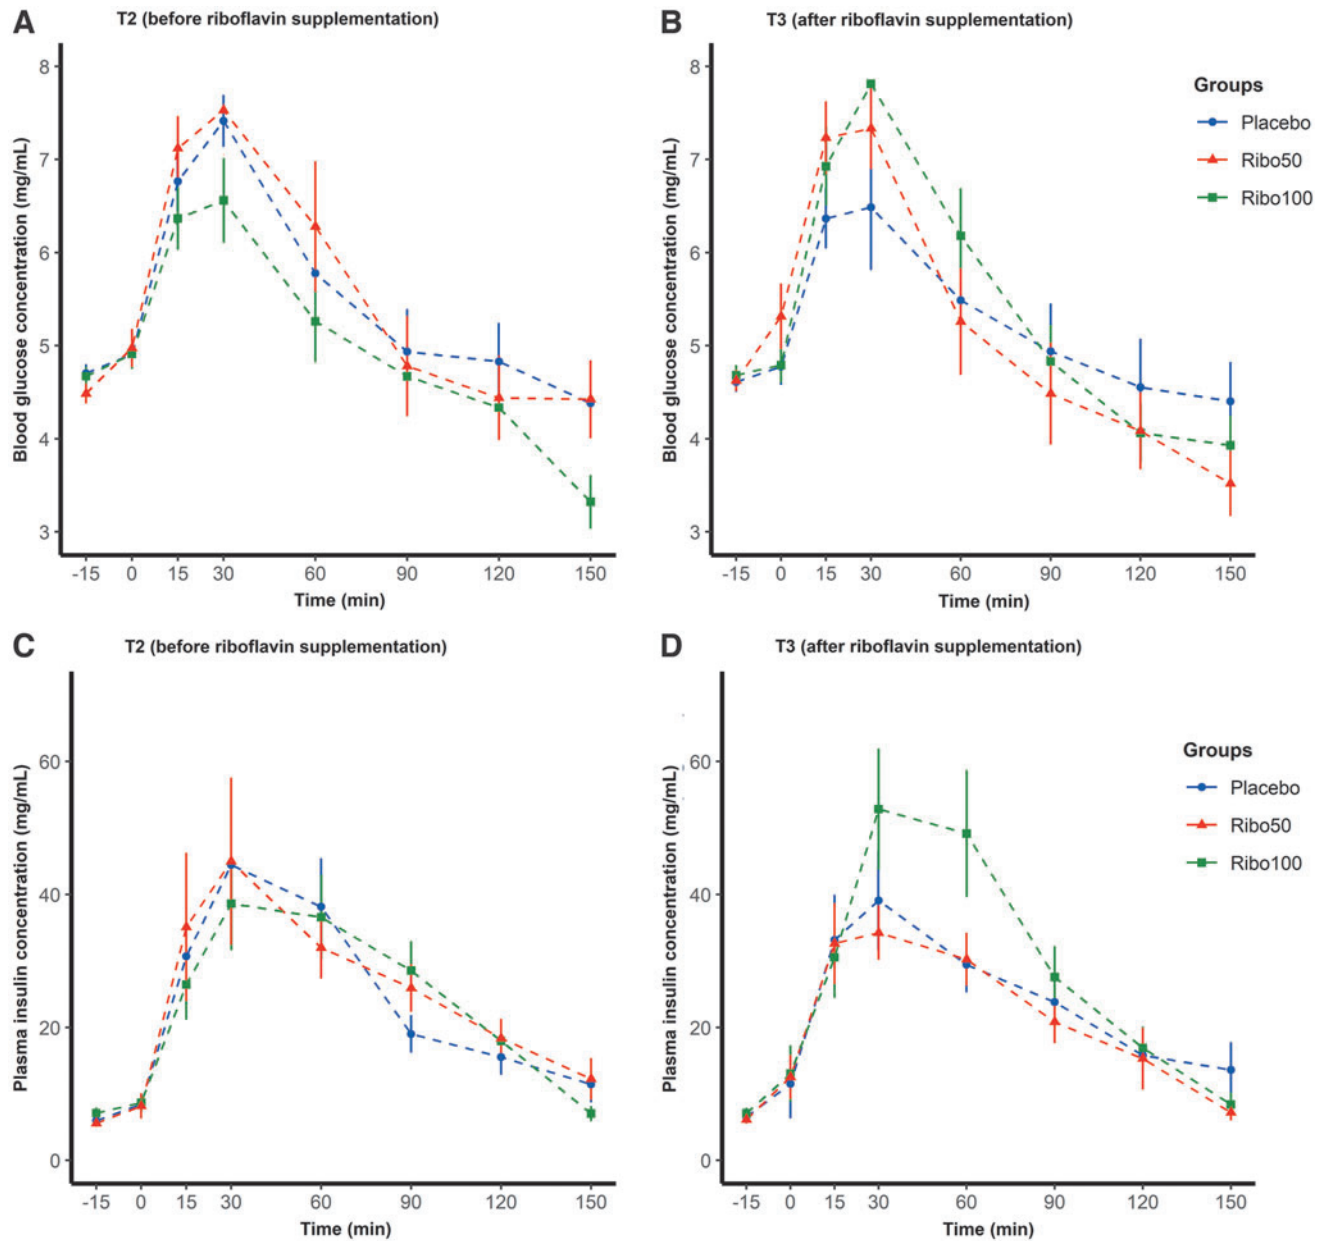 A
T2 (before riboflavin supplementation)
8
7
6
5
4
3
Blood glucose concentration (mg/mL)
-15 0 15 30 60 90 120 150
Time (min)
B
T3 (after riboflavin supplementation)
8
7
6
5
4
3
Blood glucose concentration (mg/mL)
-15 0 15 30 60 90 120 150
Time (min)
Groups
Placebo
Ribo50
Ribo100
C
T2 (before riboflavin supplementation)
60
40
20
0
Plasma insulin concentration (mg/mL)
-15 0 15 30 60 90 120 150
Time (min)
D
T3 (after riboflavin supplementation)
60
40
20
0
Plasma insulin concentration (mg/mL)
-15 0 15 30 60 90 120 150
Time (min)
Groups
Placebo
Ribo50
Ribo100